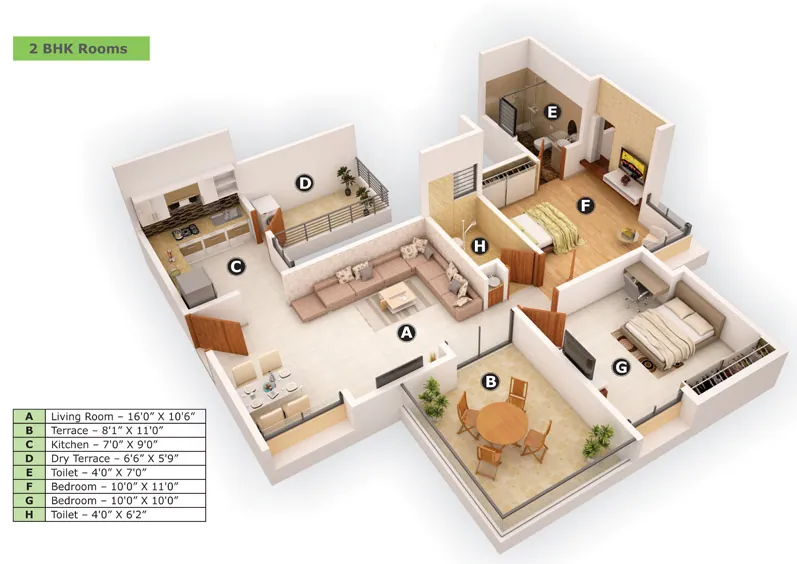 2 BHK Rooms
E
D
F
H
C
A
G
B
A Living Room – 16'0” X 10'6”
B Terrace – 8'1” X 11'0”
C Kitchen – 7'0” X 9'0”
D Dry Terrace – 6'6” X 5'9”
E Toilet – 4'0” X 7'0”
F Bedroom – 10'0” X 11'0”
G Bedroom – 10'0” X 10'0”
H Toilet – 4'0” X 6'2”